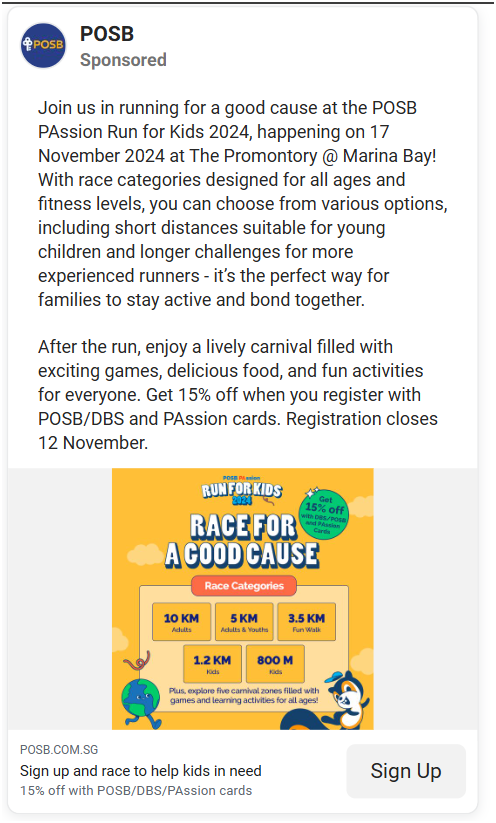 POSB
POSB
Sponsored
Join us in running for a good cause at the POSB
PAssion Run for Kids 2024, happening on 17
November 2024 at The Promontory @ Marina Bay!
With race categories designed for all ages and
fitness levels, you can choose from various options,
including short distances suitable for young
children and longer challenges for more
experienced runners - it's the perfect way for
families to stay active and bond together.
After the run, enjoy a lively carnival filled with
exciting games, delicious food, and fun activities
for everyone. Get 15% off when you register with
POSB/DBS and PAssion cards. Registration closes
12 November.
POSB PAssion
RUN FOR KIDS
2024
Get
15% off
with DBS/POSB
and PAssion
Cards
RACE FOR
A GOOD CAUSE
Race Categories
10 KM
Adults
5 KM
Adults & Youths
3.5 KM
Fun Walk
1.2 KM
Kids
800 M
Kids
Plus, explore five carnival zones filled with
games and learning activities for all ages!
POSB.COM.SG
Sign up and race to help kids in need
15% off with POSB/DBS/PAssion cards
Sign Up